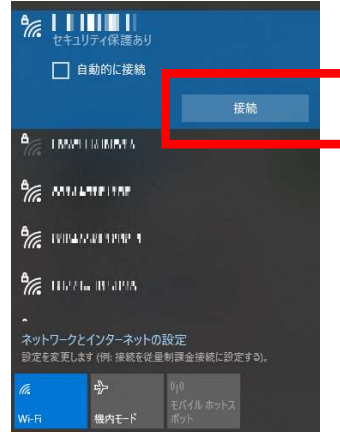 セキュリティ保護あり
自動的に接続
接続
ネットワークとインターネットの設定
設定を変更します (例: 接続を従量制課金接続に設定する)。
Wi-Fi
機内モード
モバイル ホットス
ポット